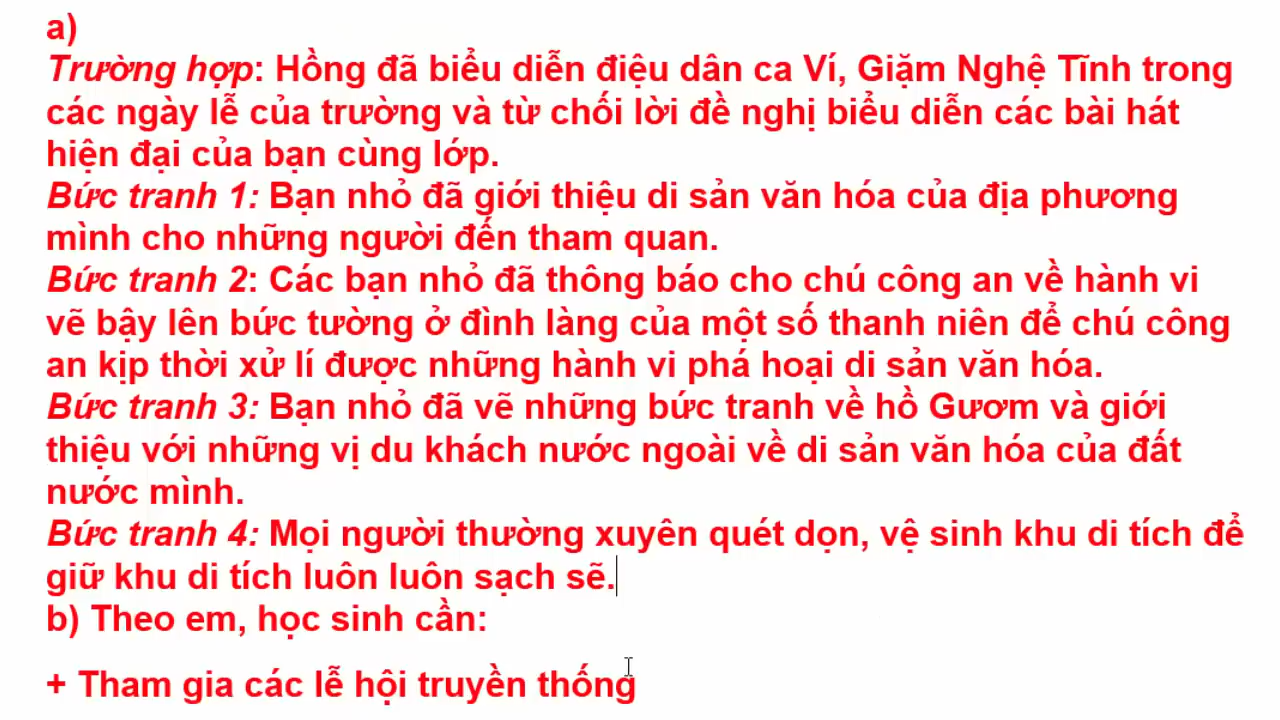 a)
Trường hợp: Hồng đã biểu diễn điệu dân ca Ví, Giặm Nghệ Tĩnh trong
các ngày lễ của trường và từ chối lời đề nghị biểu diễn các bài hát
hiện đại của bạn cùng lớp.
Bức tranh 1: Bạn nhỏ đã giới thiệu di sản văn hóa của địa phương
mình cho những người đến tham quan.
Bức tranh 2: Các bạn nhỏ đã thông báo cho chú công an về hành vi
vẽ bậy lên bức tường ở đình làng của một số thanh niên để chú công
an kịp thời xử lí được những hành vi phá hoại di sản văn hóa.
Bức tranh 3: Bạn nhỏ đã vẽ những bức tranh về hồ Gươm và giới
thiệu với những vị du khách nước ngoài về di sản văn hóa của đất
nước mình.
Bức tranh 4: Mọi người thường xuyên quét dọn, vệ sinh khu di tích để
giữ khu di tích luôn luôn sạch sẽ.
b) Theo em, học sinh cần:
+ Tham gia các lễ hội truyền thống